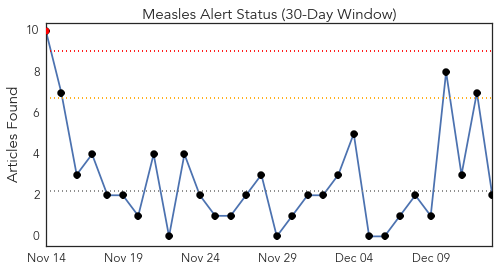 Measles Alert Status (30-Day Window)
Articles Found
10
8
6
4
2
0
Nov 14 Nov 19 Nov 24 Nov 29 Dec 04 Dec 09